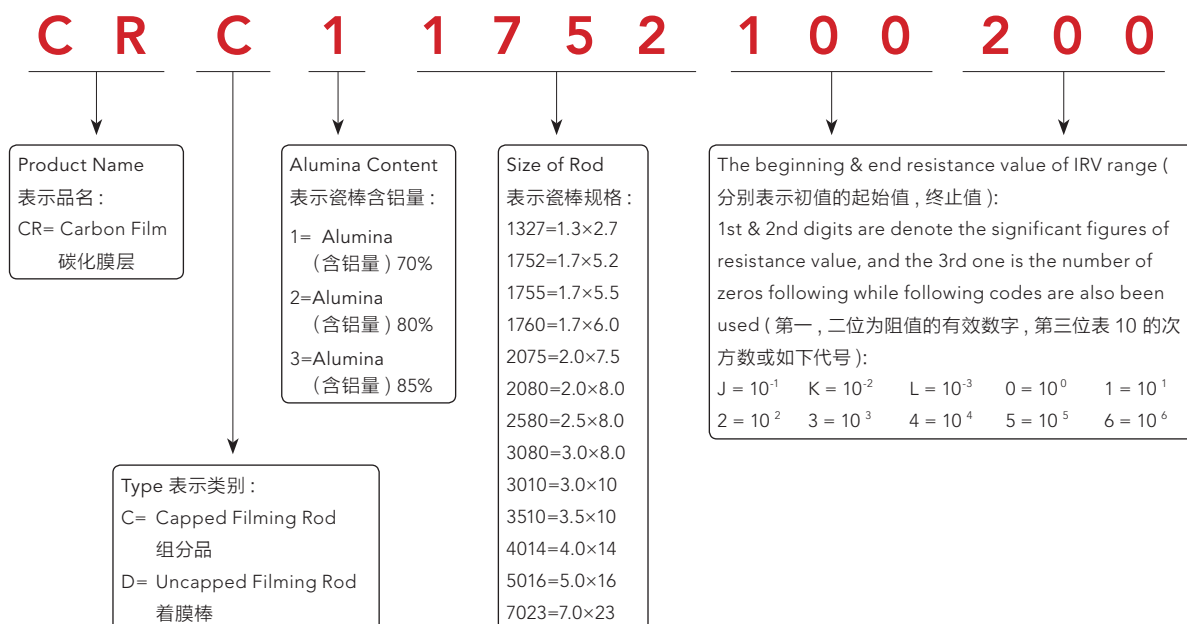 C R C 1 1 7 5 2 1 0 0 2 0 0
Product Name
表示品名 :
CR= Carbon Film
碳化膜层
Alumina Content
表示瓷棒含铝量 :
1= Alumina
(含铝量 ) 70%
2=Alumina
(含铝量 ) 80%
3=Alumina
(含铝量 ) 85%
Size of Rod
表示瓷棒规格 :
1327=1.3×2.7
1752=1.7×5.2
1755=1.7×5.5
1760=1.7×6.0
2075=2.0×7.5
2080=2.0×8.0
2580=2.5×8.0
3080=3.0×8.0
3010=3.0×10
3510=3.5×10
4014=4.0×14
5016=5.0×16
7023=7.0×23
The beginning & end resistance value of IRV range (
分别表示初值的起始值 , 终止值 ):
1st & 2nd digits are denote the significant figures of
resistance value, and the 3rd one is the number of
zeros following while following codes are also been
used ( 第一 , 二位为阻值的有效数字 , 第三位表 10 的次
方数或如下代号 ):
J = 10⁻¹ K = 10⁻² L = 10⁻³ 0 = 10⁰ 1 = 10¹
2 = 10² 3 = 10³ 4 = 10⁴ 5 = 10⁵ 6 = 10⁶
Type 表示类别 :
C= Capped Filming Rod
组分品
D= Uncapped Filming Rod
着膜棒